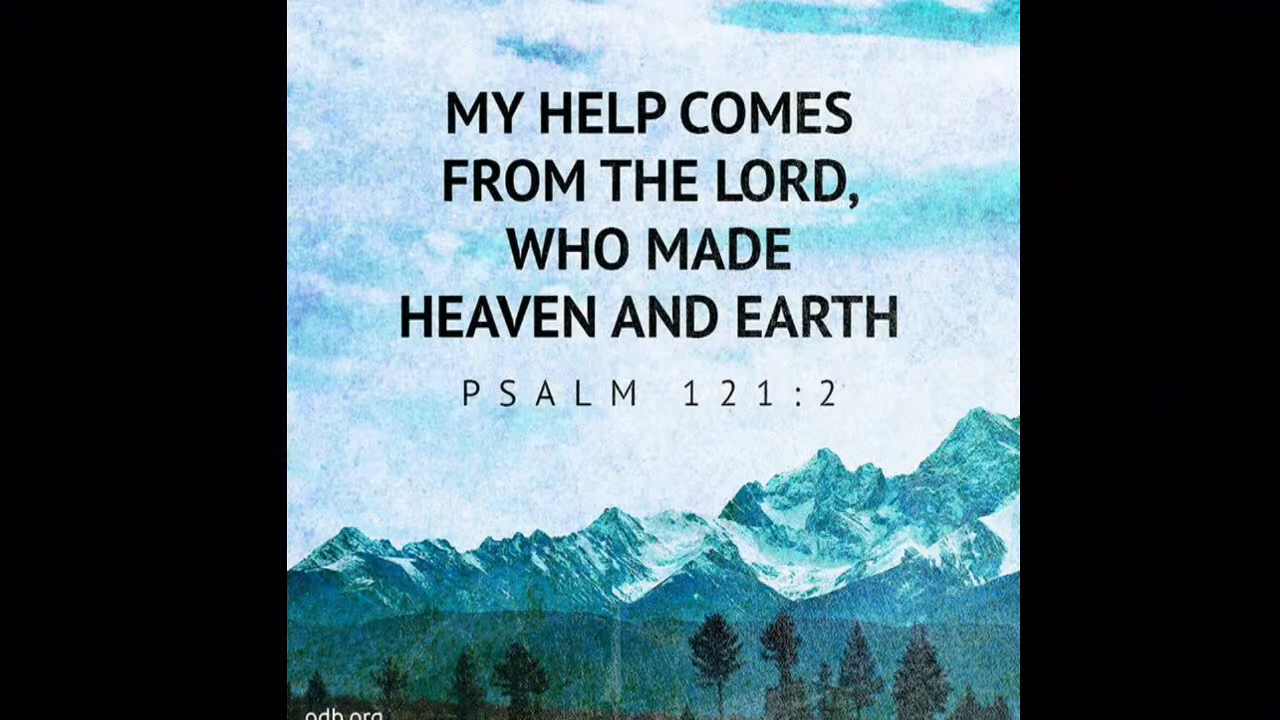 MY HELP COMES
FROM THE LORD,
WHO MADE
HEAVEN AND EARTH
PSALM 121:2
odb.org